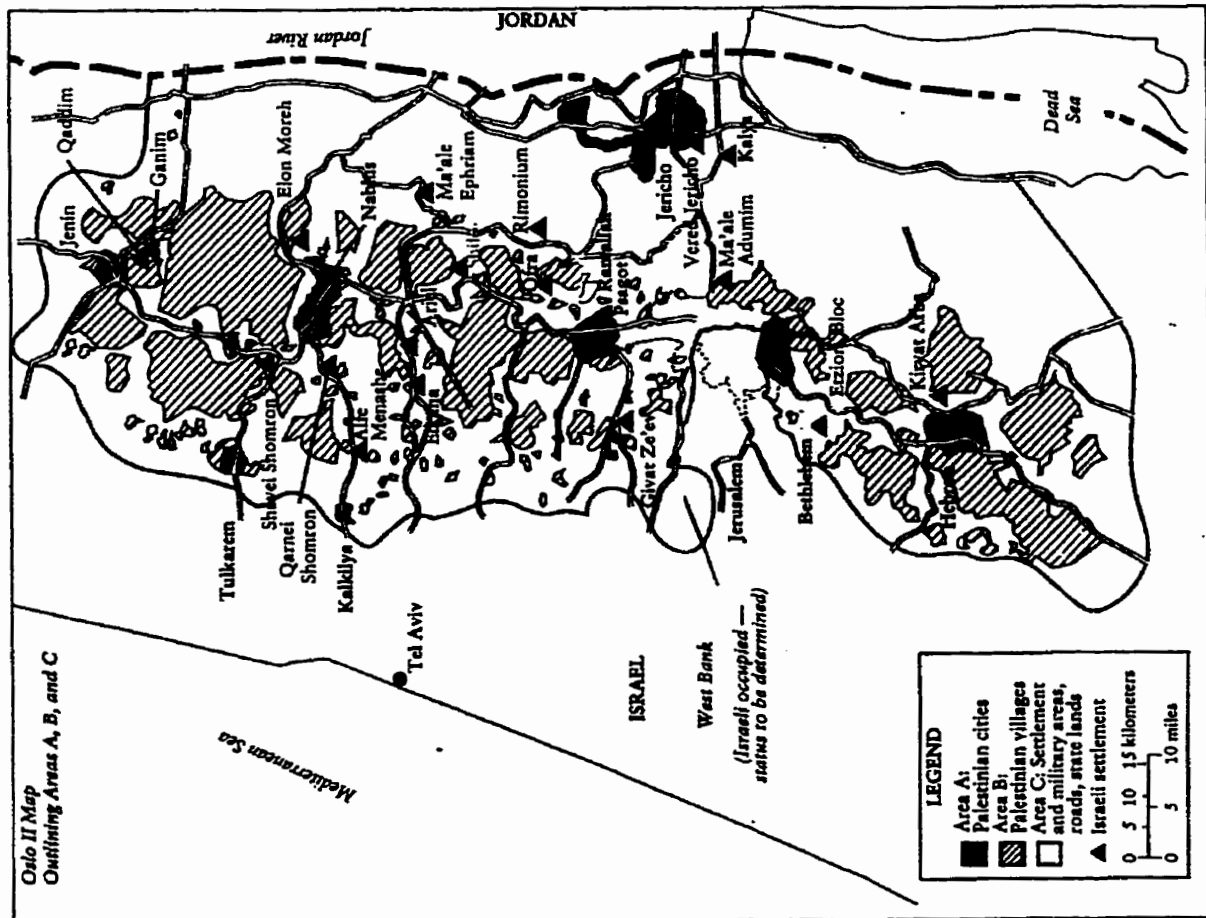 Oslo II Map
Outlining Areas A, B, and C
JORDAN
Jordan River
Qaddim
Ganim
Jenin
Elon Moreh
Nablus
Ma'ale
Ephriam
Rimonium
Jericho
Vered Jericho
Kalya
Dead
Sea
Ofra
Ramallah
Psagot
Ma'ale
Adumim
Tulkarem
Shavei Shomron
Qarnei
Shomron
Kalkilya
Alfe
Menashe
Givat Ze'ev
Jerusalem
Bethlehem
Etzion Bloc
Kiryat Arba
Hebron
Tel Aviv
Mediterranean Sea
ISRAEL
West Bank
(Israeli occupied —
status to be determined)
LEGEND
Area A:
Palestinian cities
Area B:
Palestinian villages
Area C: Settlement
and military areas,
roads, state lands
Israeli settlement
0 5 10 15 kilometers
0 5 10 miles